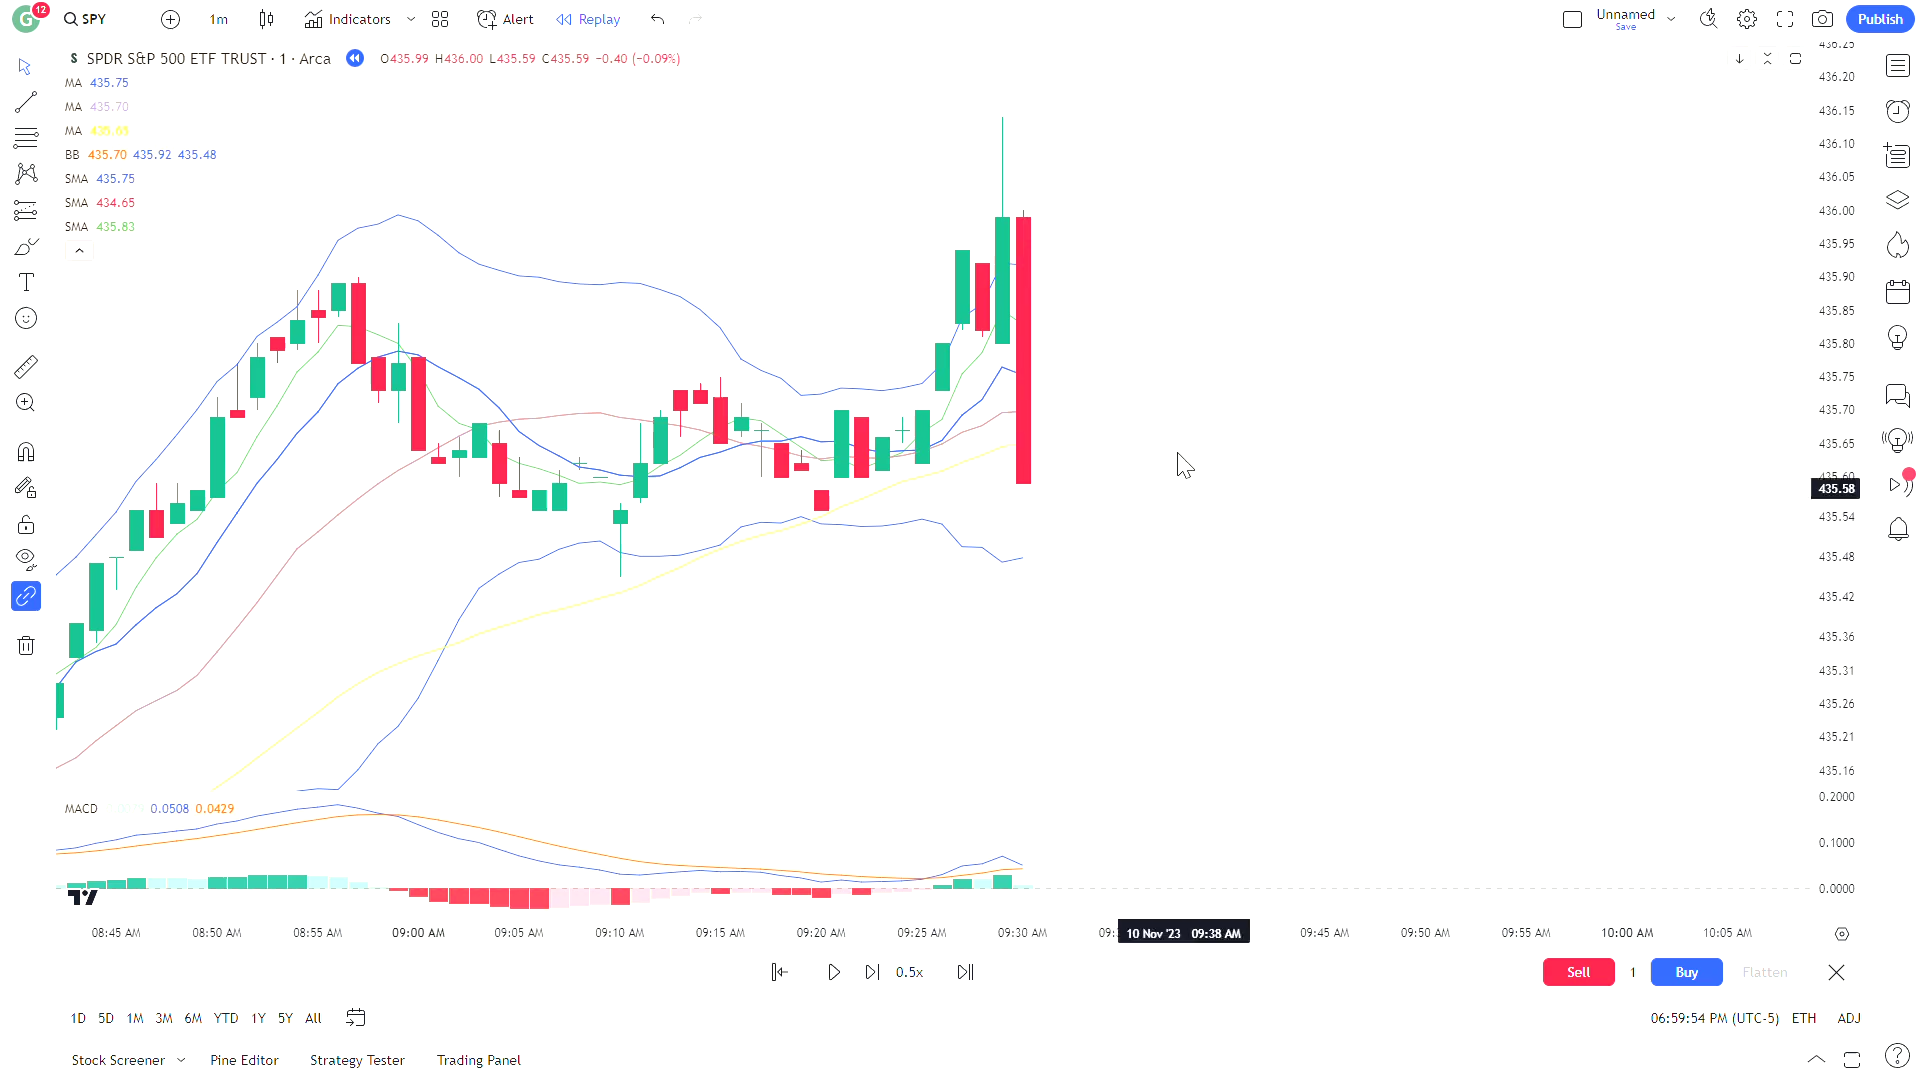 G 12 SPY 1m Indicators Alert Replay Unnamed Save Publish
S SPDR S&P 500 ETF TRUST · 1 · Arca O435.99 H436.00 L435.59 C435.59 −0.40 (−0.09%)
MA 435.75
MA 435.70
MA 435.65
BB 435.70 435.92 435.48
SMA 435.75
SMA 434.65
SMA 435.83
436.25
436.20
436.15
436.10
436.05
436.00
435.95
435.90
435.85
435.80
435.75
435.70
435.65
435.60
435.58
435.54
435.48
435.42
435.36
435.31
435.26
435.21
435.16
MACD 0.0508 0.0429
0.2000
0.1000
0.0000
08:45 AM 08:50 AM 08:55 AM 09:00 AM 09:05 AM 09:10 AM 09:15 AM 09:20 AM 09:25 AM 09:30 AM 10 Nov '23 09:38 AM 09:45 AM 09:50 AM 09:55 AM 10:00 AM 10:05 AM
0.5x Sell 1 Buy Flatten
1D 5D 1M 3M 6M YTD 1Y 5Y All 06:59:54 PM (UTC-5) ETH ADJ
Stock Screener Pine Editor Strategy Tester Trading Panel